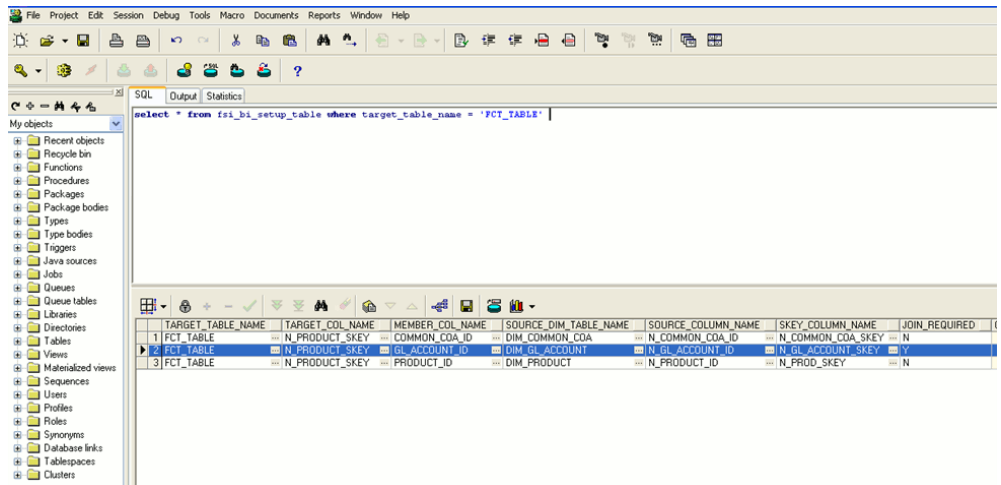 File Project Edit Session Debug Tools Macro Documents Reports Window Help
SQL Output Statistics
select * from fsi_bi_setup_table where target_table_name = 'FCT_TABLE'
My objects
Recent objects
Recycle bin
Functions
Procedures
Packages
Package bodies
Types
Type bodies
Triggers
Java sources
Jobs
Queues
Queue tables
Libraries
Directories
Tables
Views
Materialized views
Sequences
Users
Profiles
Roles
Synonyms
Database links
Tablespaces
Clusters
TARGET_TABLE_NAME TARGET_COL_NAME MEMBER_COL_NAME SOURCE_DIM_TABLE_NAME SOURCE_COLUMN_NAME SKEY_COLUMN_NAME JOIN_REQUIRED
1 FCT_TABLE ... N_PRODUCT_SKEY ... COMMON_COA_ID ... DIM_COMMON_COA ... N_COMMON_COA_ID ... N_COMMON_COA_SKEY ... N
2 FCT_TABLE ... N_PRODUCT_SKEY ... GL_ACCOUNT_ID ... DIM_GL_ACCOUNT ... N_GL_ACCOUNT_ID ... N_GL_ACCOUNT_SKEY ... Y
3 FCT_TABLE ... N_PRODUCT_SKEY ... PRODUCT_ID ... DIM_PRODUCT ... N_PRODUCT_ID ... N_PROD_SKEY ... N